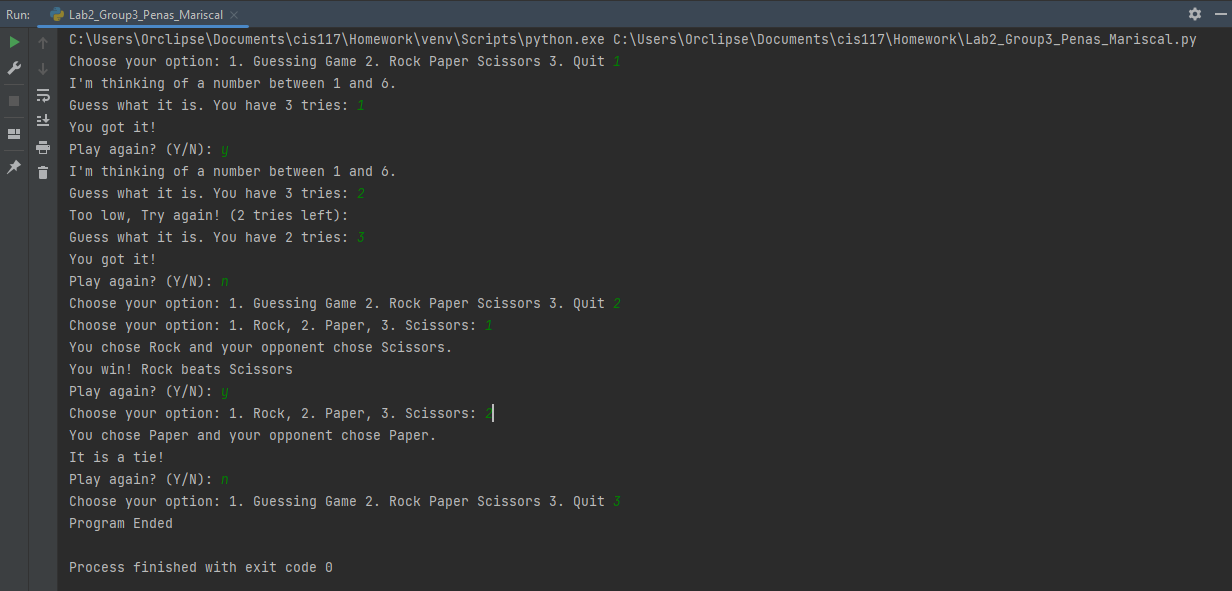 Run: Lab2_Group3_Penas_Mariscal
C:\Users\Orclipse\Documents\cis117\Homework\venv\Scripts\python.exe C:\Users\Orclipse\Documents\cis117\Homework\Lab2_Group3_Penas_Mariscal.py
Choose your option: 1. Guessing Game 2. Rock Paper Scissors 3. Quit 1
I'm thinking of a number between 1 and 6.
Guess what it is. You have 3 tries: 1
You got it!
Play again? (Y/N): y
I'm thinking of a number between 1 and 6.
Guess what it is. You have 3 tries: 2
Too low, Try again! (2 tries left):
Guess what it is. You have 2 tries: 3
You got it!
Play again? (Y/N): n
Choose your option: 1. Guessing Game 2. Rock Paper Scissors 3. Quit 2
Choose your option: 1. Rock, 2. Paper, 3. Scissors: 1
You chose Rock and your opponent chose Scissors.
You win! Rock beats Scissors
Play again? (Y/N): y
Choose your option: 1. Rock, 2. Paper, 3. Scissors: 2
You chose Paper and your opponent chose Paper.
It is a tie!
Play again? (Y/N): n
Choose your option: 1. Guessing Game 2. Rock Paper Scissors 3. Quit 3
Program Ended
Process finished with exit code 0